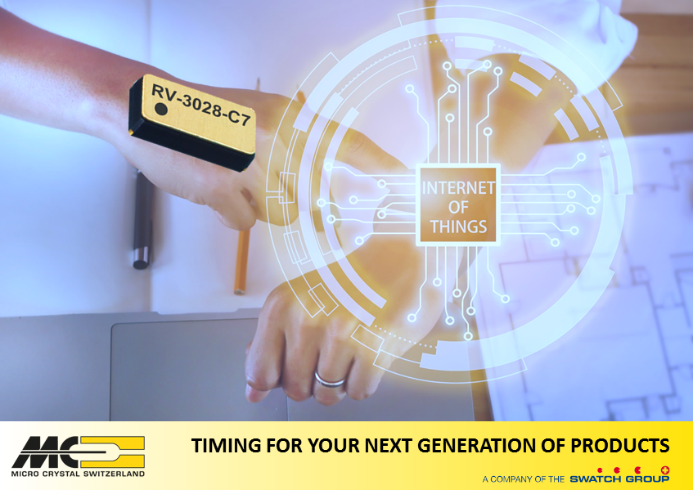 RV-3028-C7
INTERNET
OF
THINGS
MC
MICRO CRYSTAL SWITZERLAND
TIMING FOR YOUR NEXT GENERATION OF PRODUCTS
A COMPANY OF THE SWATCH GROUP